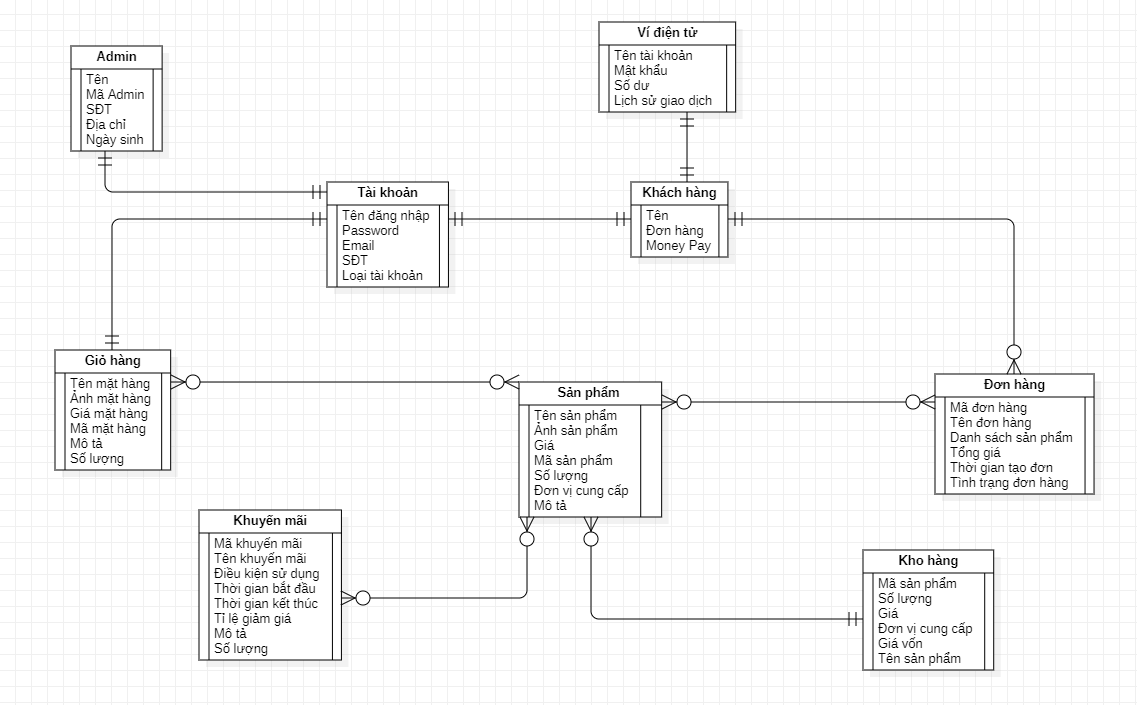 Admin
Tên
Mã Admin
SĐT
Địa chỉ
Ngày sinh
Ví điện tử
Tên tài khoản
Mật khẩu
Số dư
Lịch sử giao dịch
Tài khoản
Tên đăng nhập
Password
Email
SĐT
Loại tài khoản
Khách hàng
Tên
Đơn hàng
Money Pay
Giỏ hàng
Tên mặt hàng
Ảnh mặt hàng
Giá mặt hàng
Mã mặt hàng
Mô tả
Số lượng
Sản phẩm
Tên sản phẩm
Ảnh sản phẩm
Giá
Mã sản phẩm
Số lượng
Đơn vị cung cấp
Mô tả
Đơn hàng
Mã đơn hàng
Tên đơn hàng
Danh sách sản phẩm
Tổng giá
Thời gian tạo đơn
Tình trạng đơn hàng
Khuyến mãi
Mã khuyến mãi
Tên khuyến mãi
Điều kiện sử dụng
Thời gian bắt đầu
Thời gian kết thúc
Tỉ lệ giảm giá
Mô tả
Số lượng
Kho hàng
Mã sản phẩm
Số lượng
Giá
Đơn vị cung cấp
Giá vốn
Tên sản phẩm